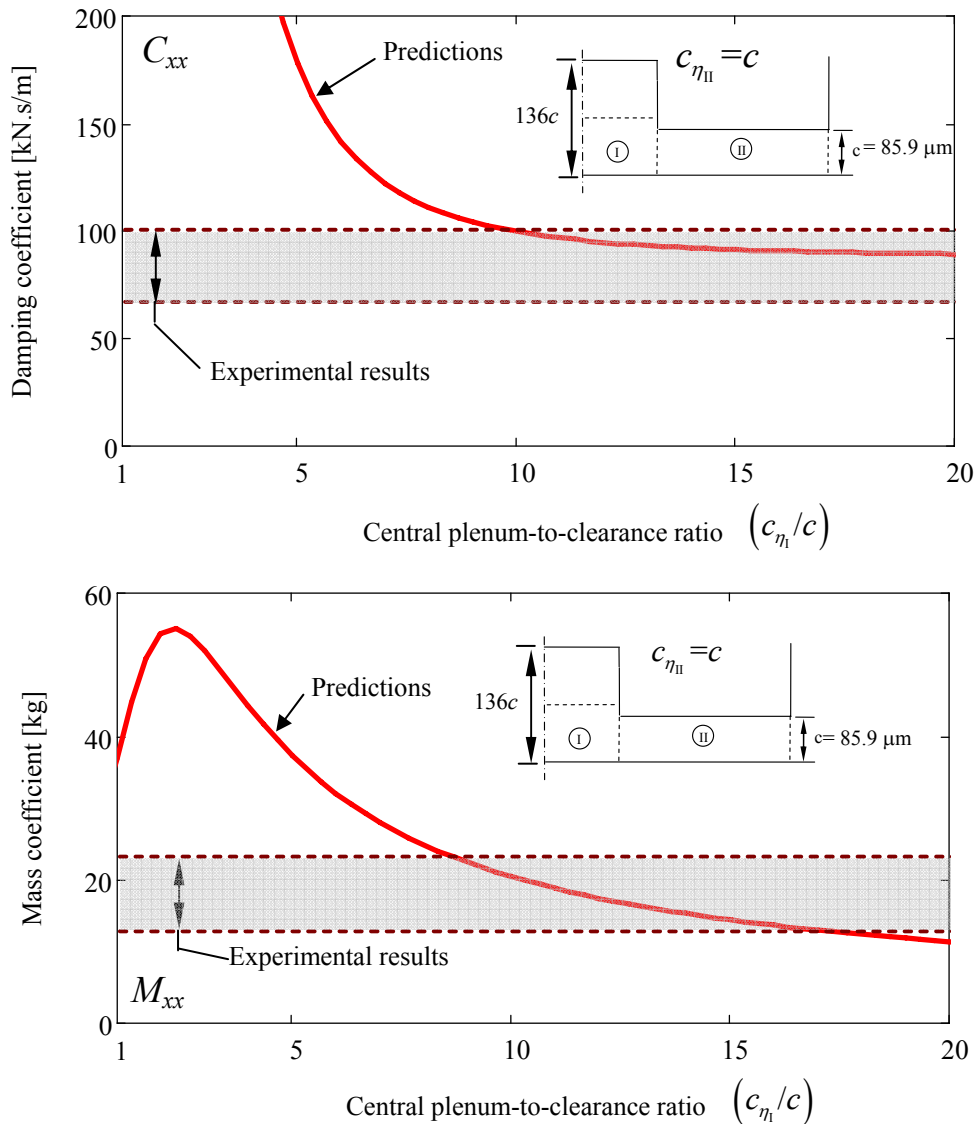 200
C_xx
Predictions
c_ηII = c
136c
I
II
c = 85.9 μm
150
100
50
0
Damping coefficient [kN.s/m]
Experimental results
1
5
10
15
20
Central plenum-to-clearance ratio (c_ηI/c)
60
Predictions
c_ηII = c
136c
I
II
c= 85.9 μm
40
20
0
Mass coefficient [kg]
Experimental results
M_xx
1
5
10
15
20
Central plenum-to-clearance ratio (c_ηI/c)